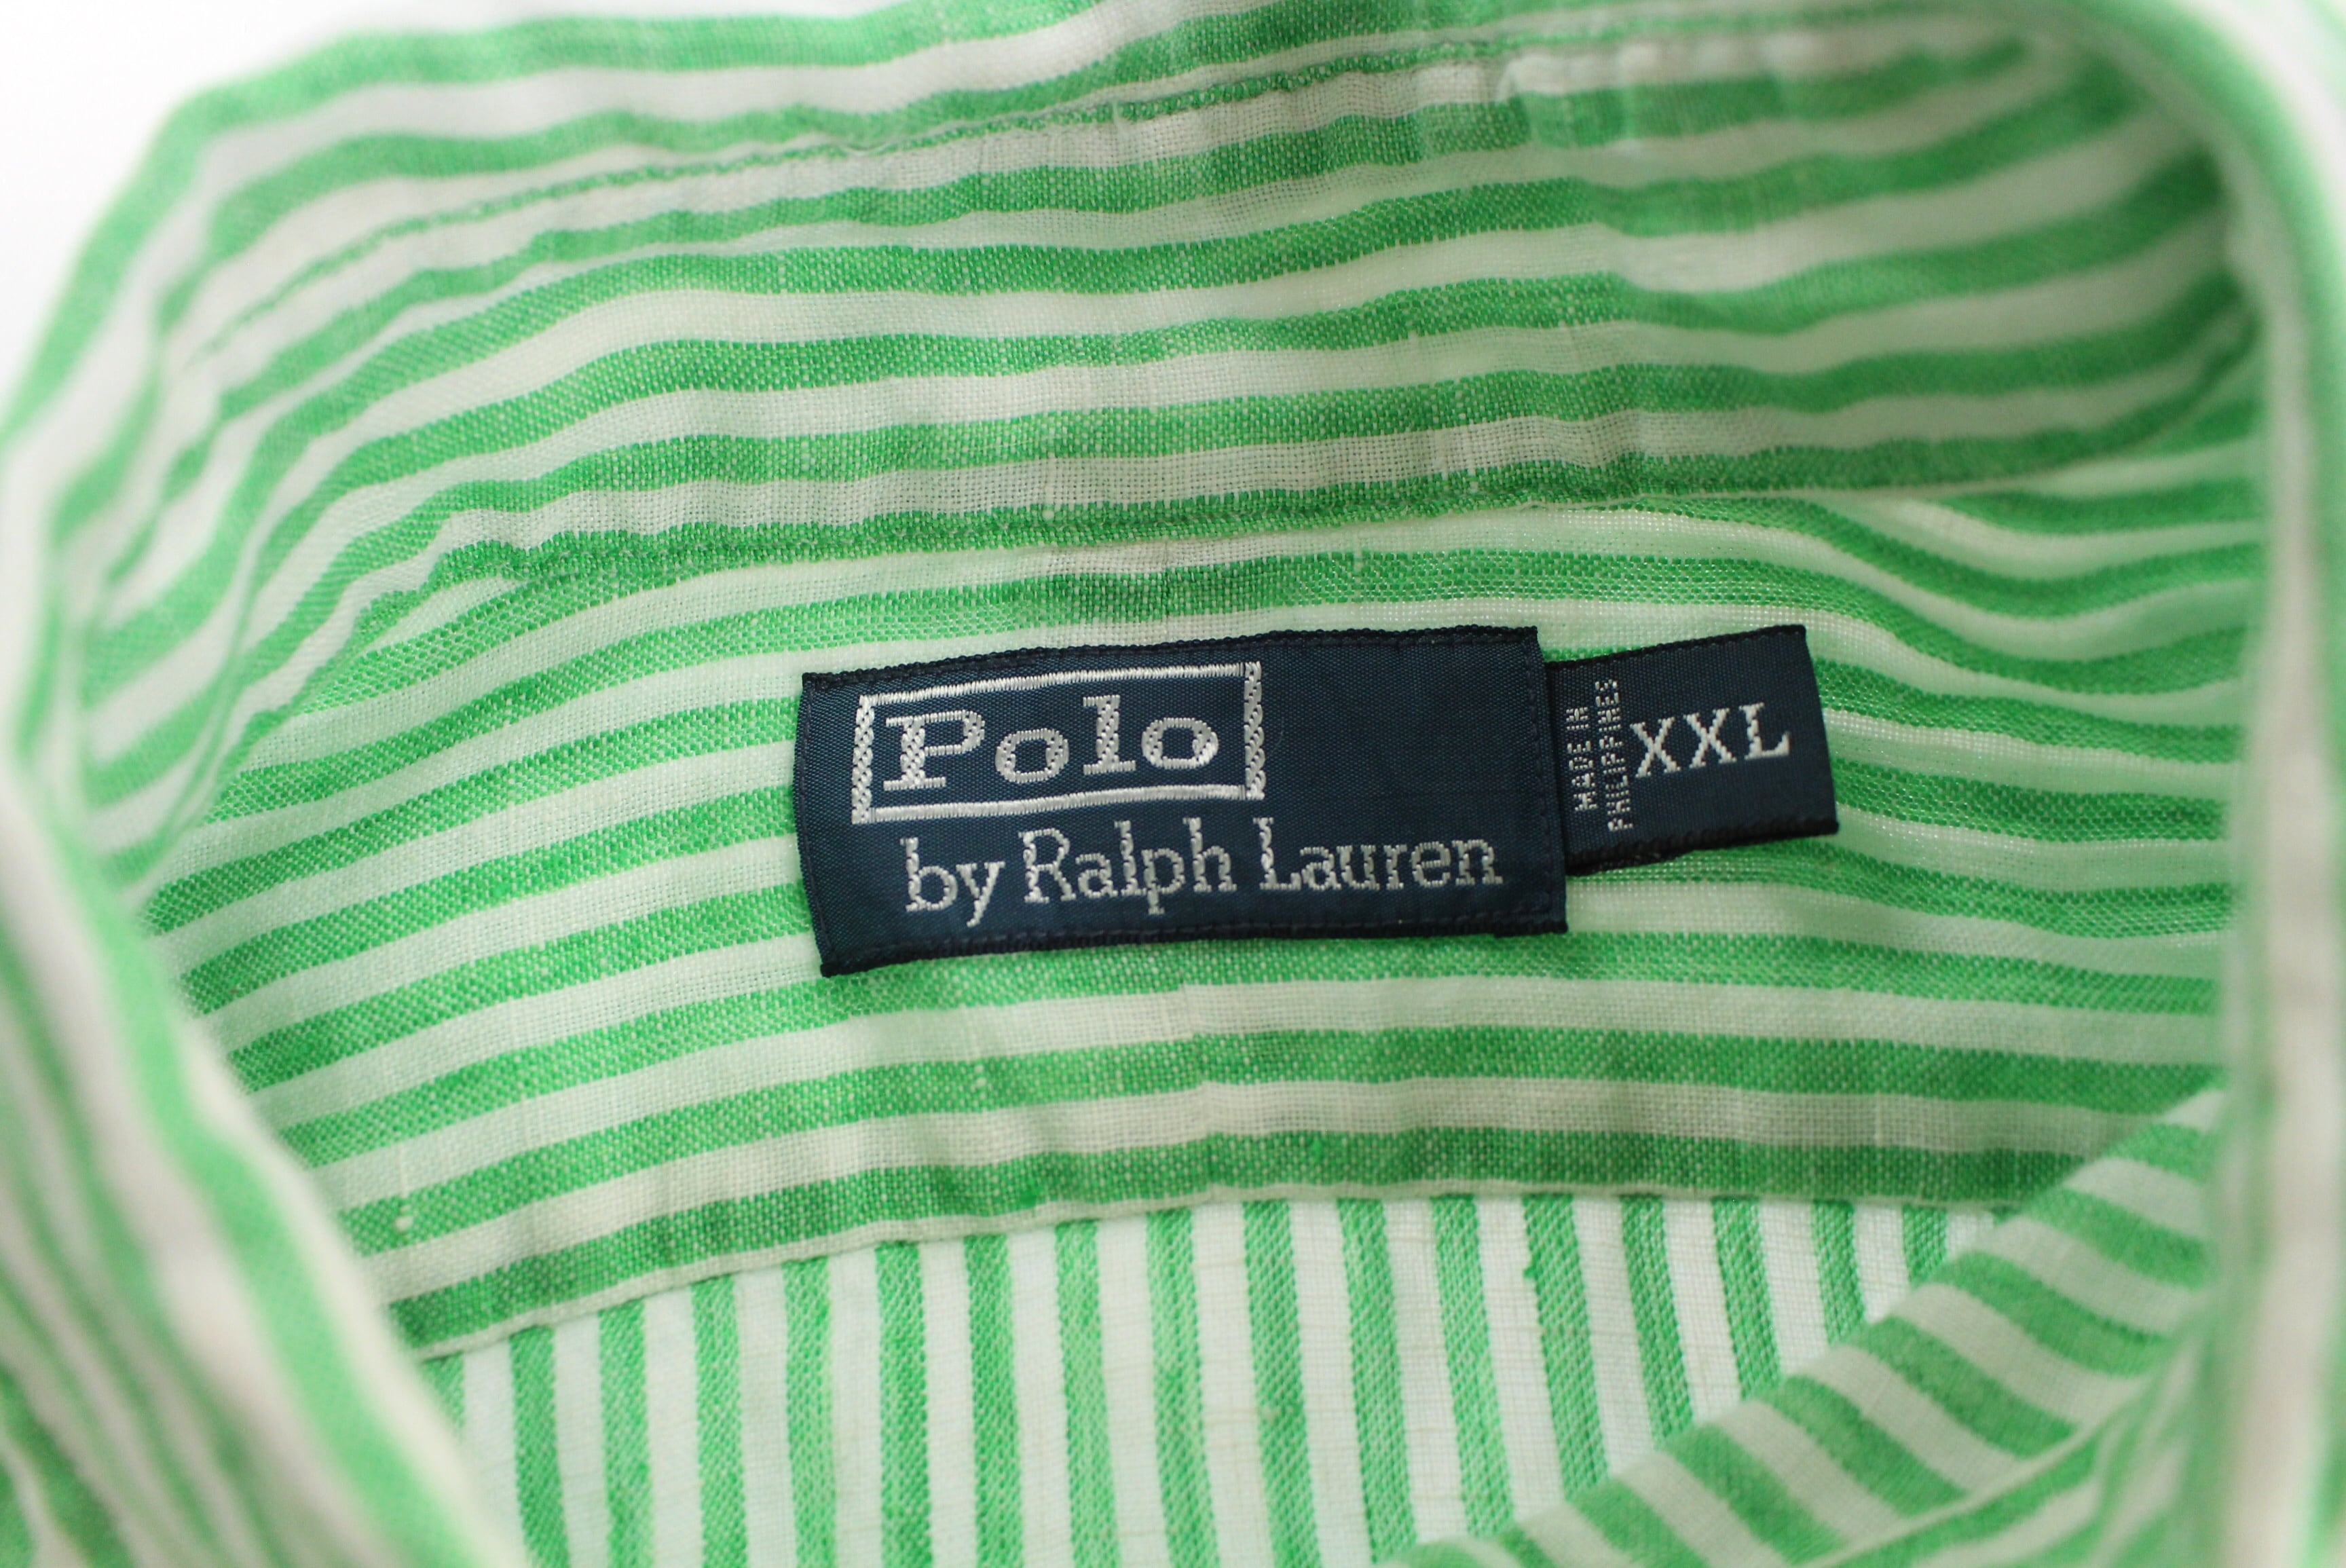 Polo
by Ralph Lauren
MADE IN
PHILIPPINES
XXL